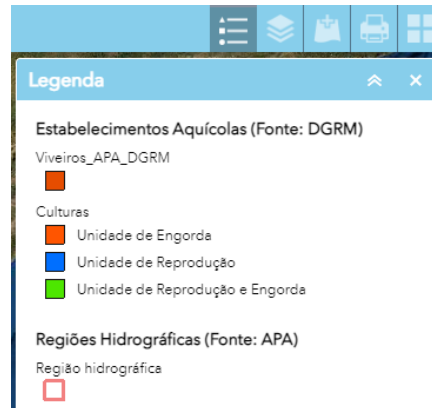 Legenda
Estabelecimentos Aquícolas (Fonte: DGRM)
Viveiros_APA_DGRM
Culturas
Unidade de Engorda
Unidade de Reprodução
Unidade de Reprodução e Engorda
Regiões Hidrográficas (Fonte: APA)
Região hidrográfica